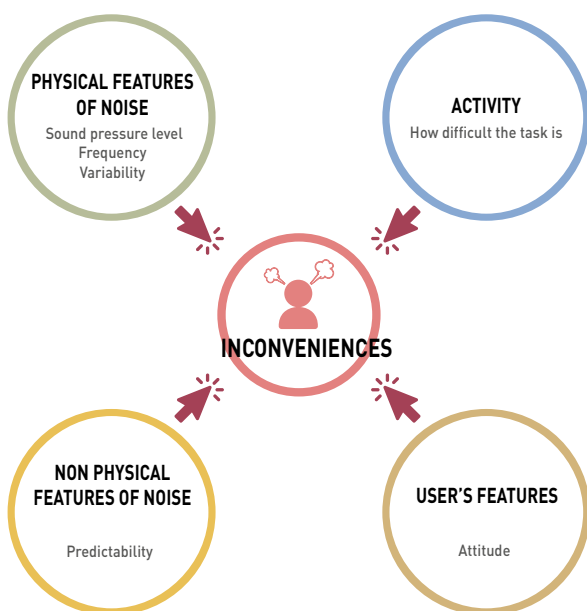 PHYSICAL FEATURES
OF NOISE
Sound pressure level
Frequency
Variability
ACTIVITY
How difficult the task is
INCONVENIENCES
NON PHYSICAL
FEATURES OF NOISE
Predictability
USER'S FEATURES
Attitude